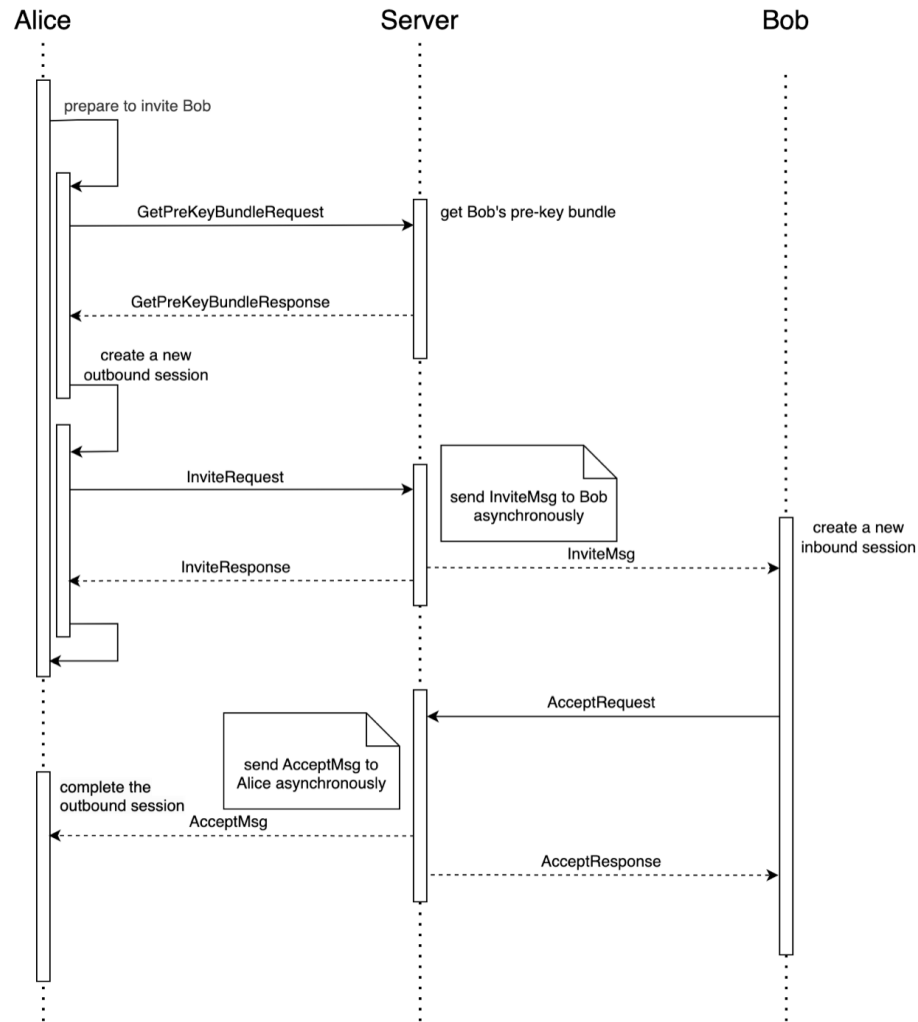 Alice
Server
Bob
prepare to invite Bob
GetPreKeyBundleRequest
get Bob's pre-key bundle
GetPreKeyBundleResponse
create a new
outbound session
InviteRequest
send InviteMsg to Bob
asynchronously
create a new
inbound session
InviteMsg
InviteResponse
AcceptRequest
send AcceptMsg to
Alice asynchronously
complete the
outbound session
AcceptMsg
AcceptResponse